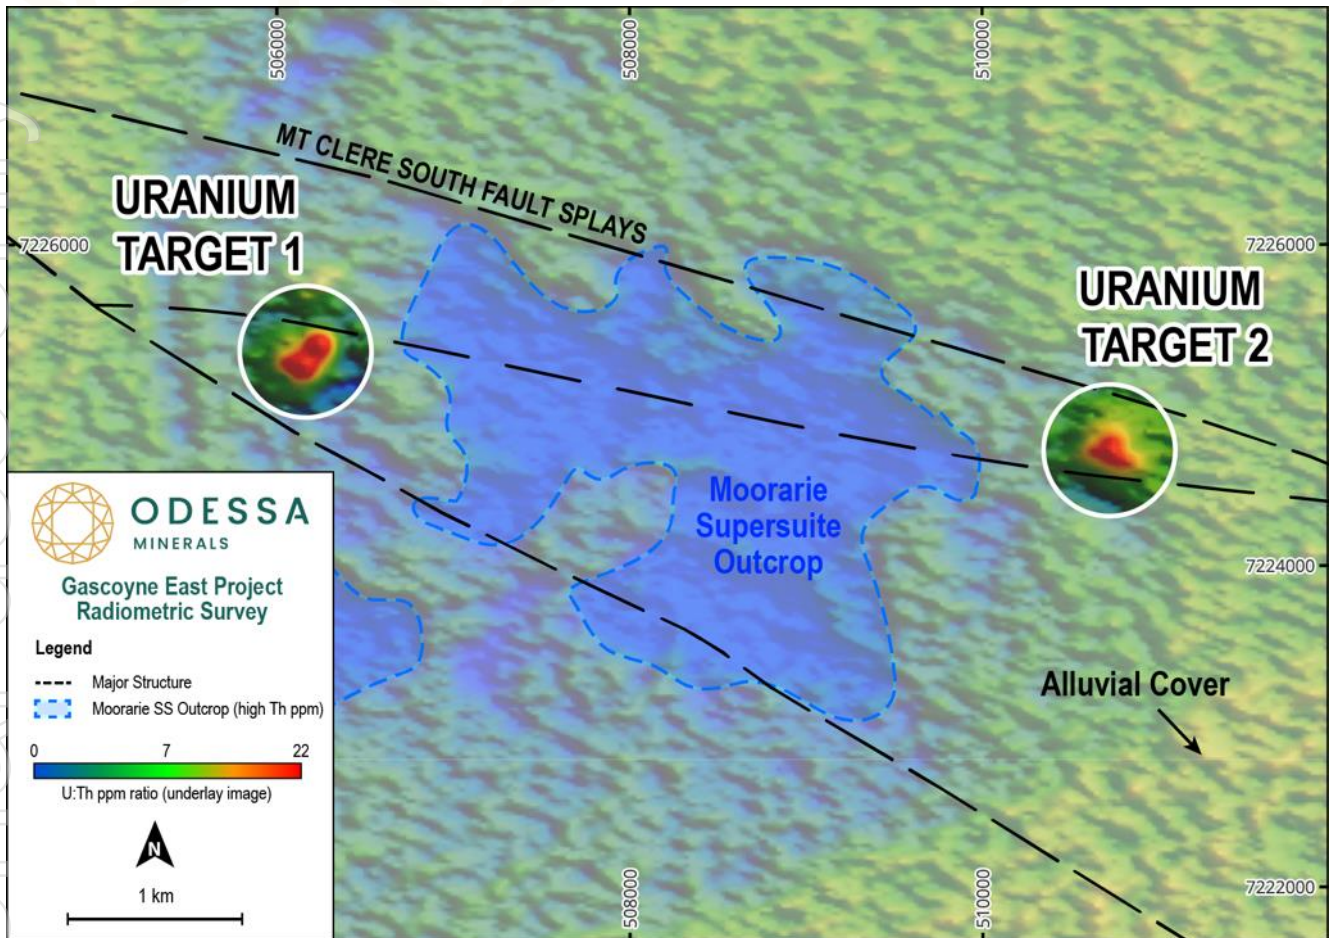 506000
508000
510000
MT CLERE SOUTH FAULT SPLAYS
URANIUM
TARGET 1
7226000
7226000
URANIUM
TARGET 2
Moorarie
Supersuite
Outcrop
7224000
Alluvial Cover
ODESSA
MINERALS
Gascoyne East Project
Radiometric Survey
Legend
Major Structure
Moorarie SS Outcrop (high Th ppm)
0 7 22
U:Th ppm ratio (underlay image)
N
1 km
508000
510000
7222000